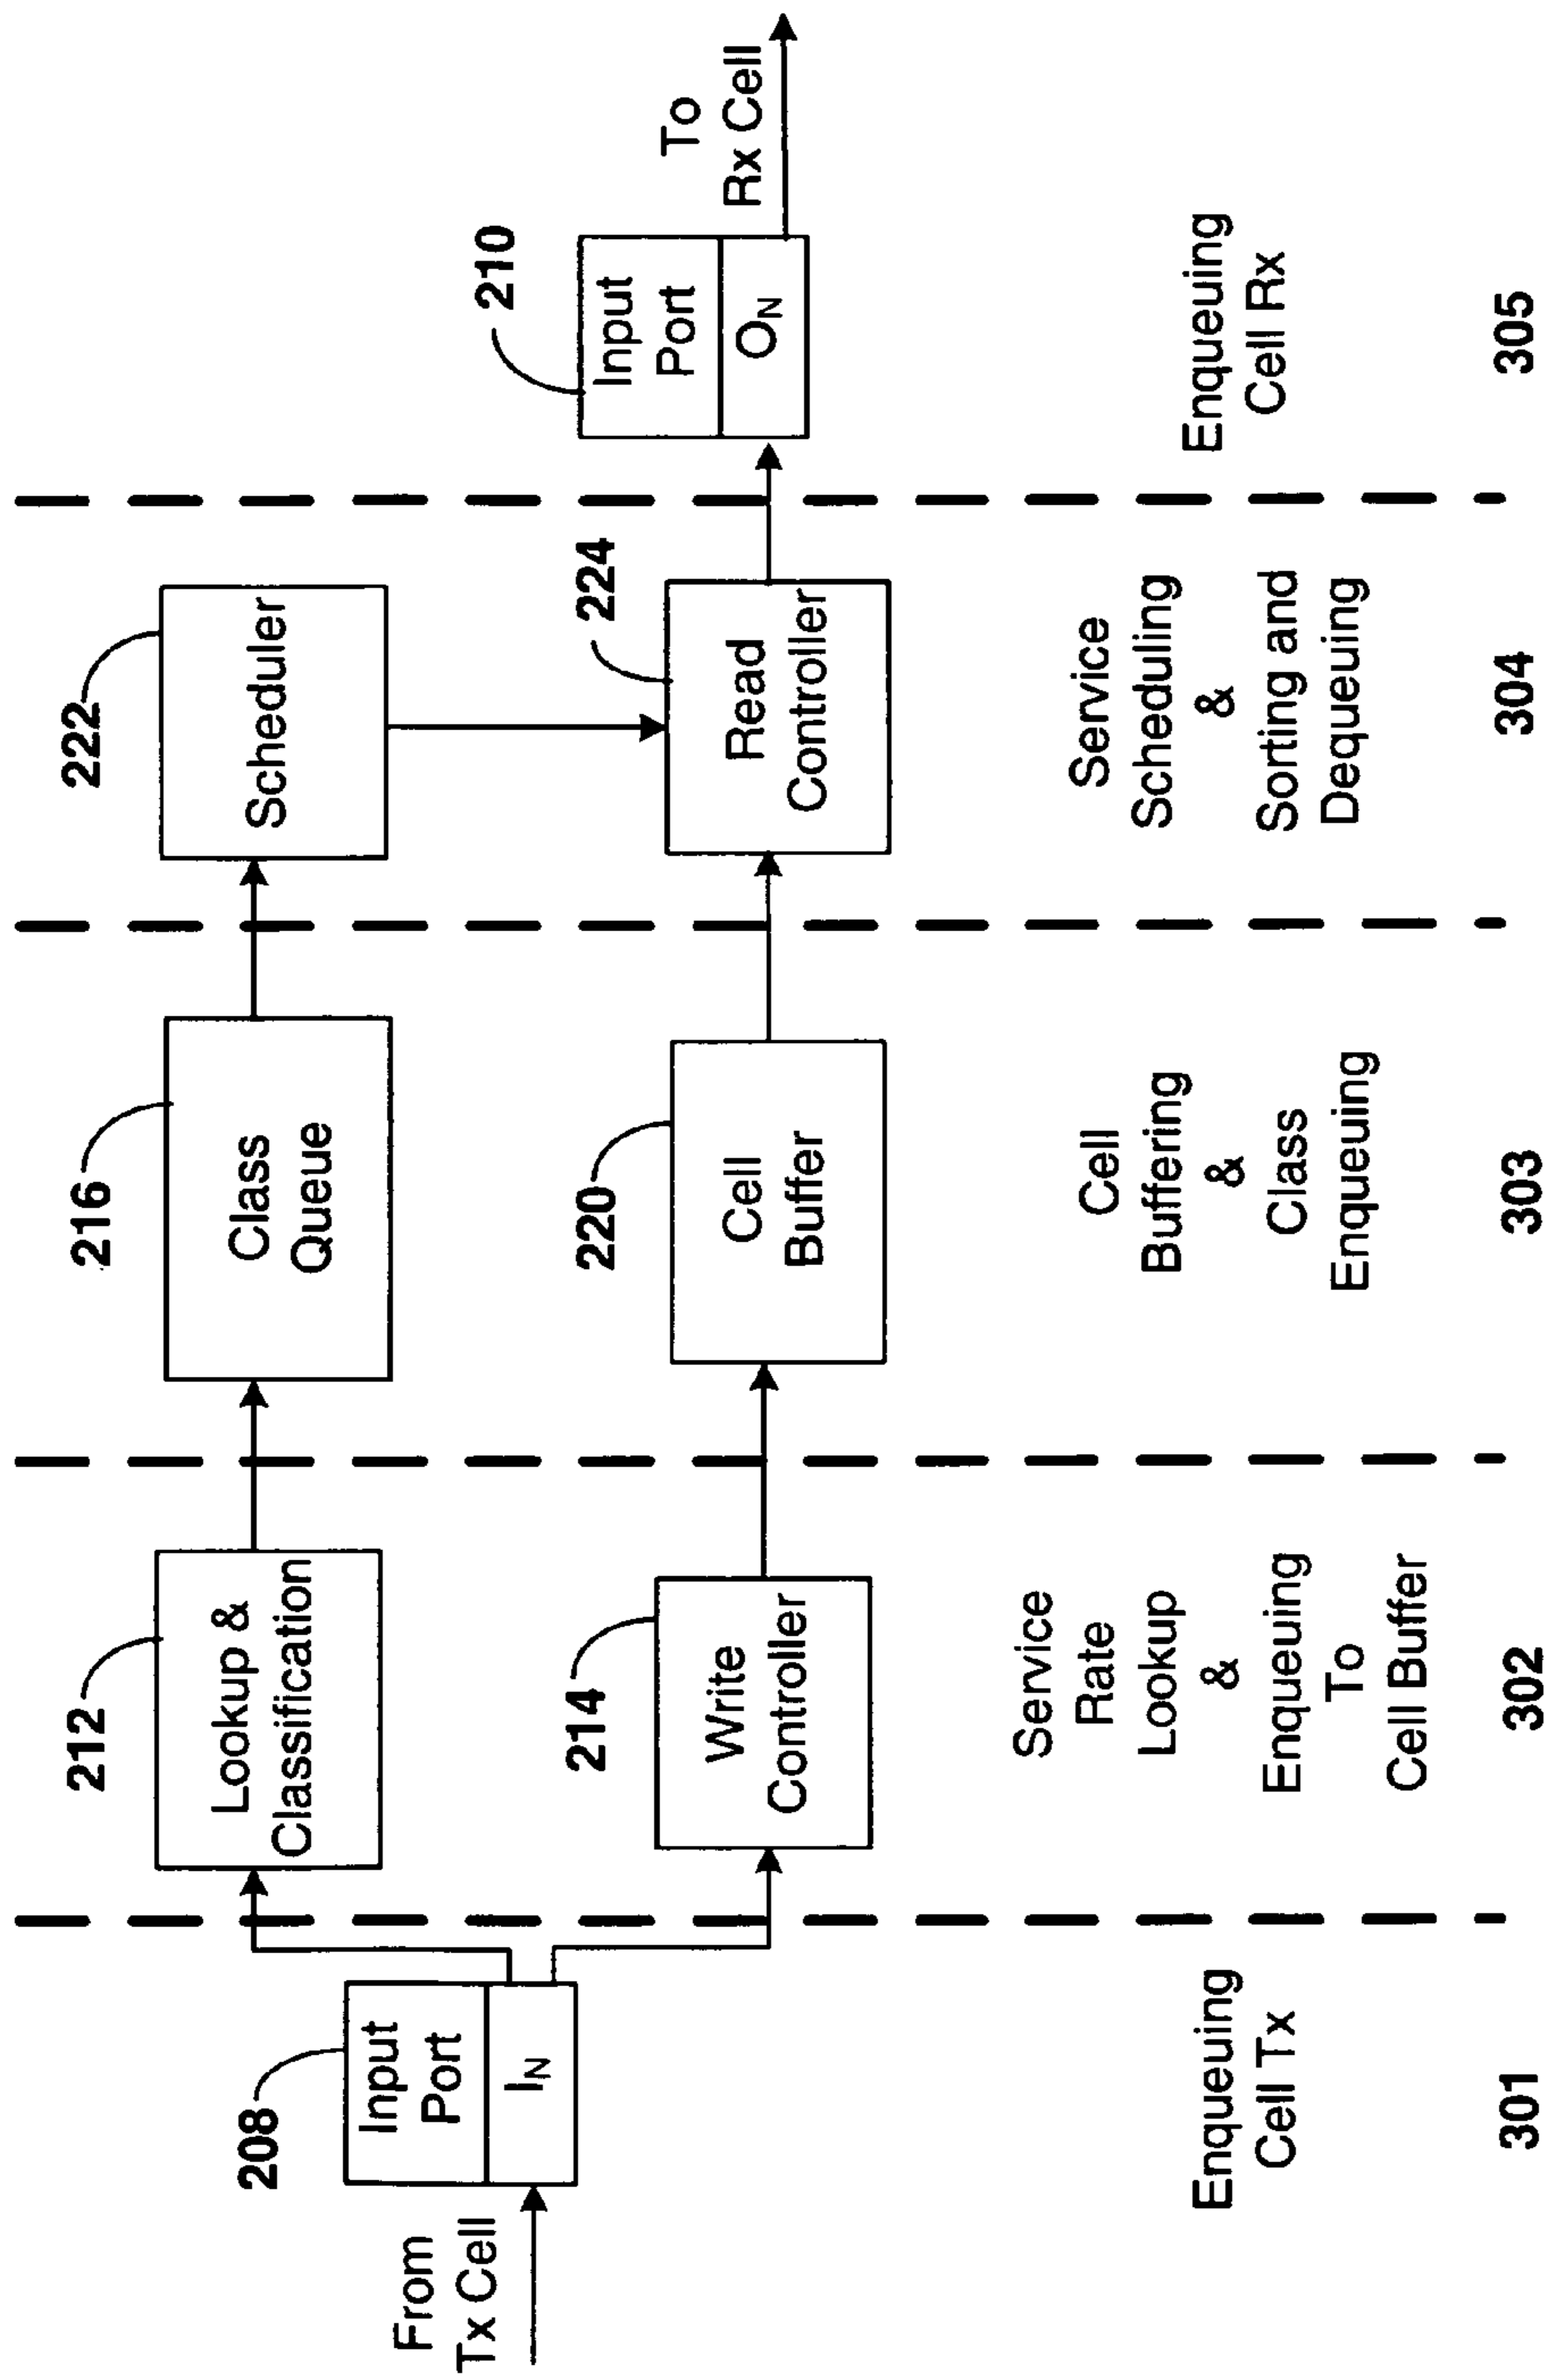 From
Tx Cell
208
Input
Port
IN
212
Lookup &
Classification
214
Write
Controller
216
Class
Queue
220
Cell
Buffer
222
Scheduler
224
Read
Controller
210
Input
Port
ON
To
Rx Cell
Enqueuing
Cell Tx
301
Service
Rate
Lookup
&
Enqueuing
To
Cell Buffer
302
Cell
Buffering
&
Class
Enqueuing
303
Service
Scheduling
&
Sorting and
Dequeuing
304
Enqueuing
Cell Rx
305